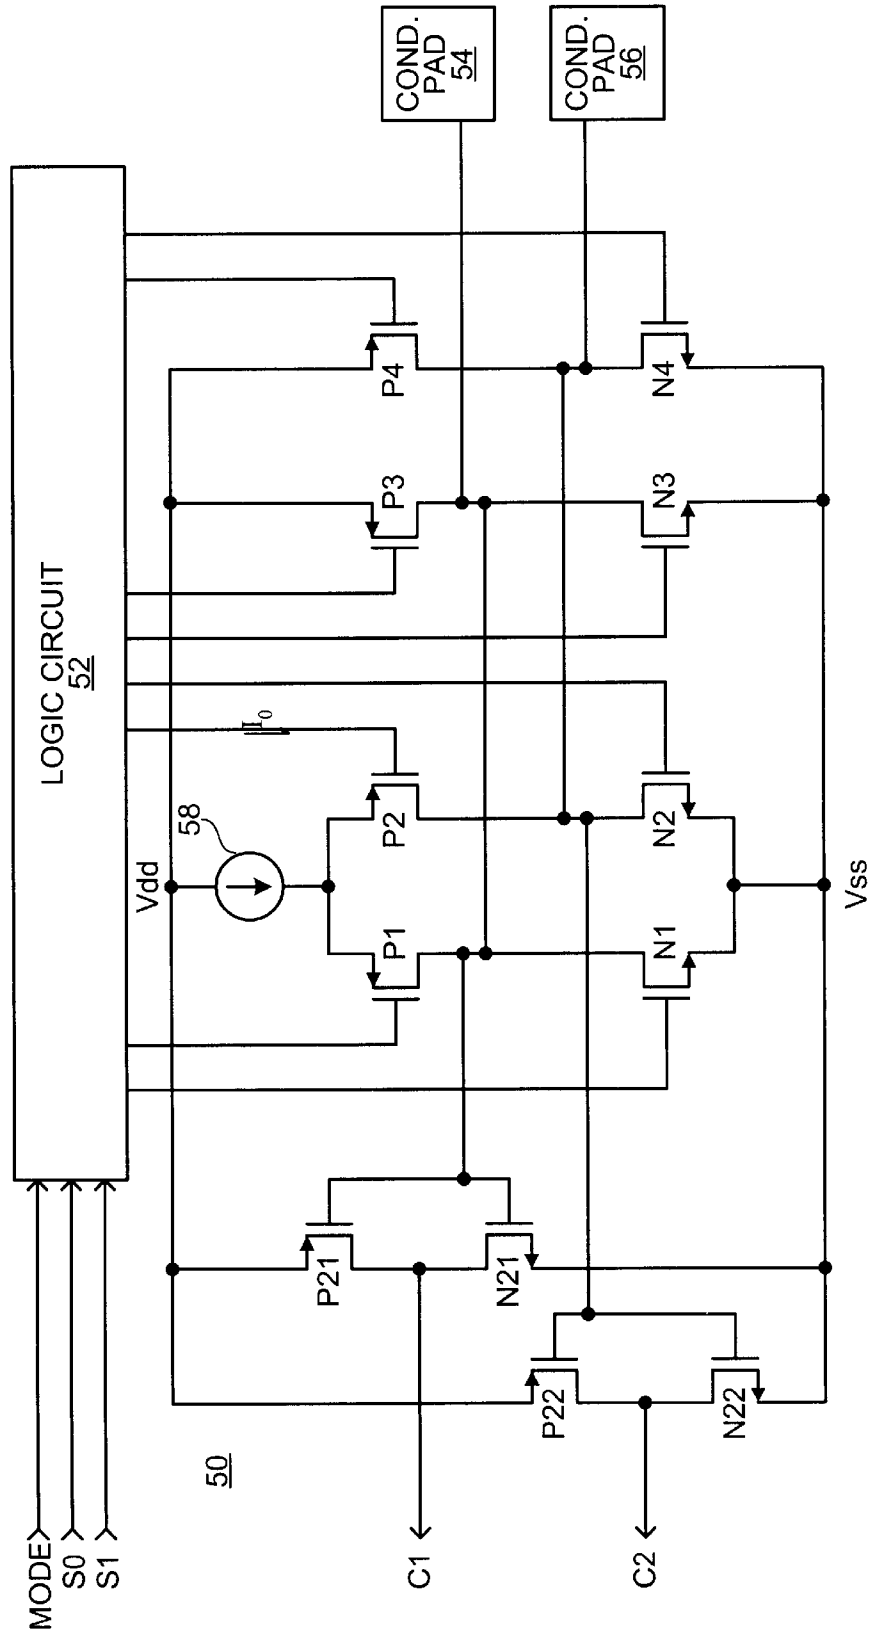 MODE
S0
S1
LOGIC CIRCUIT
52
Vdd
58
I0
P1
P2
P3
P4
COND.
PAD
54
COND.
PAD
56
P21
N21
P22
N22
N1
N2
N3
N4
50
C1
C2
Vss